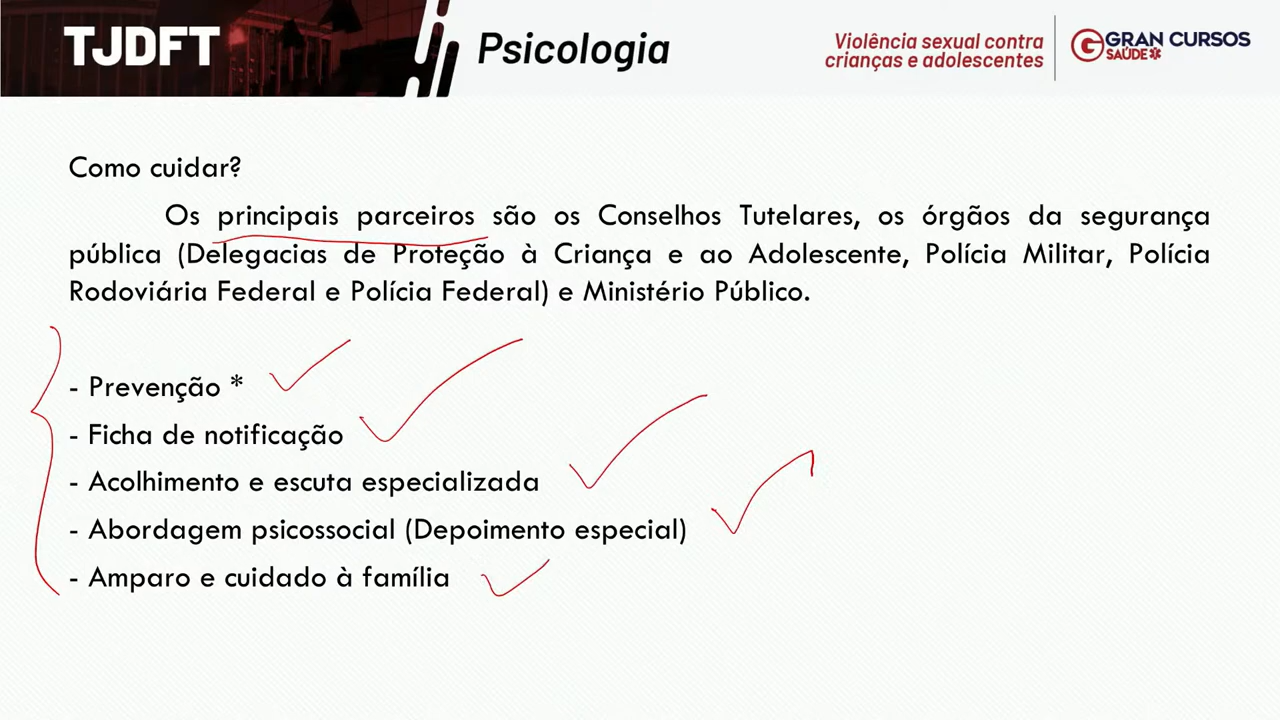 TJDFT
Psicologia
Violência sexual contra
crianças e adolescentes
GRAN CURSOS
SAÚDE
Como cuidar?
Os principais parceiros são os Conselhos Tutelares, os órgãos da segurança
pública (Delegacias de Proteção à Criança e ao Adolescente, Polícia Militar, Polícia
Rodoviária Federal e Polícia Federal) e Ministério Público.
- Prevenção *
- Ficha de notificação
- Acolhimento e escuta especializada
- Abordagem psicossocial (Depoimento especial)
- Amparo e cuidado à família